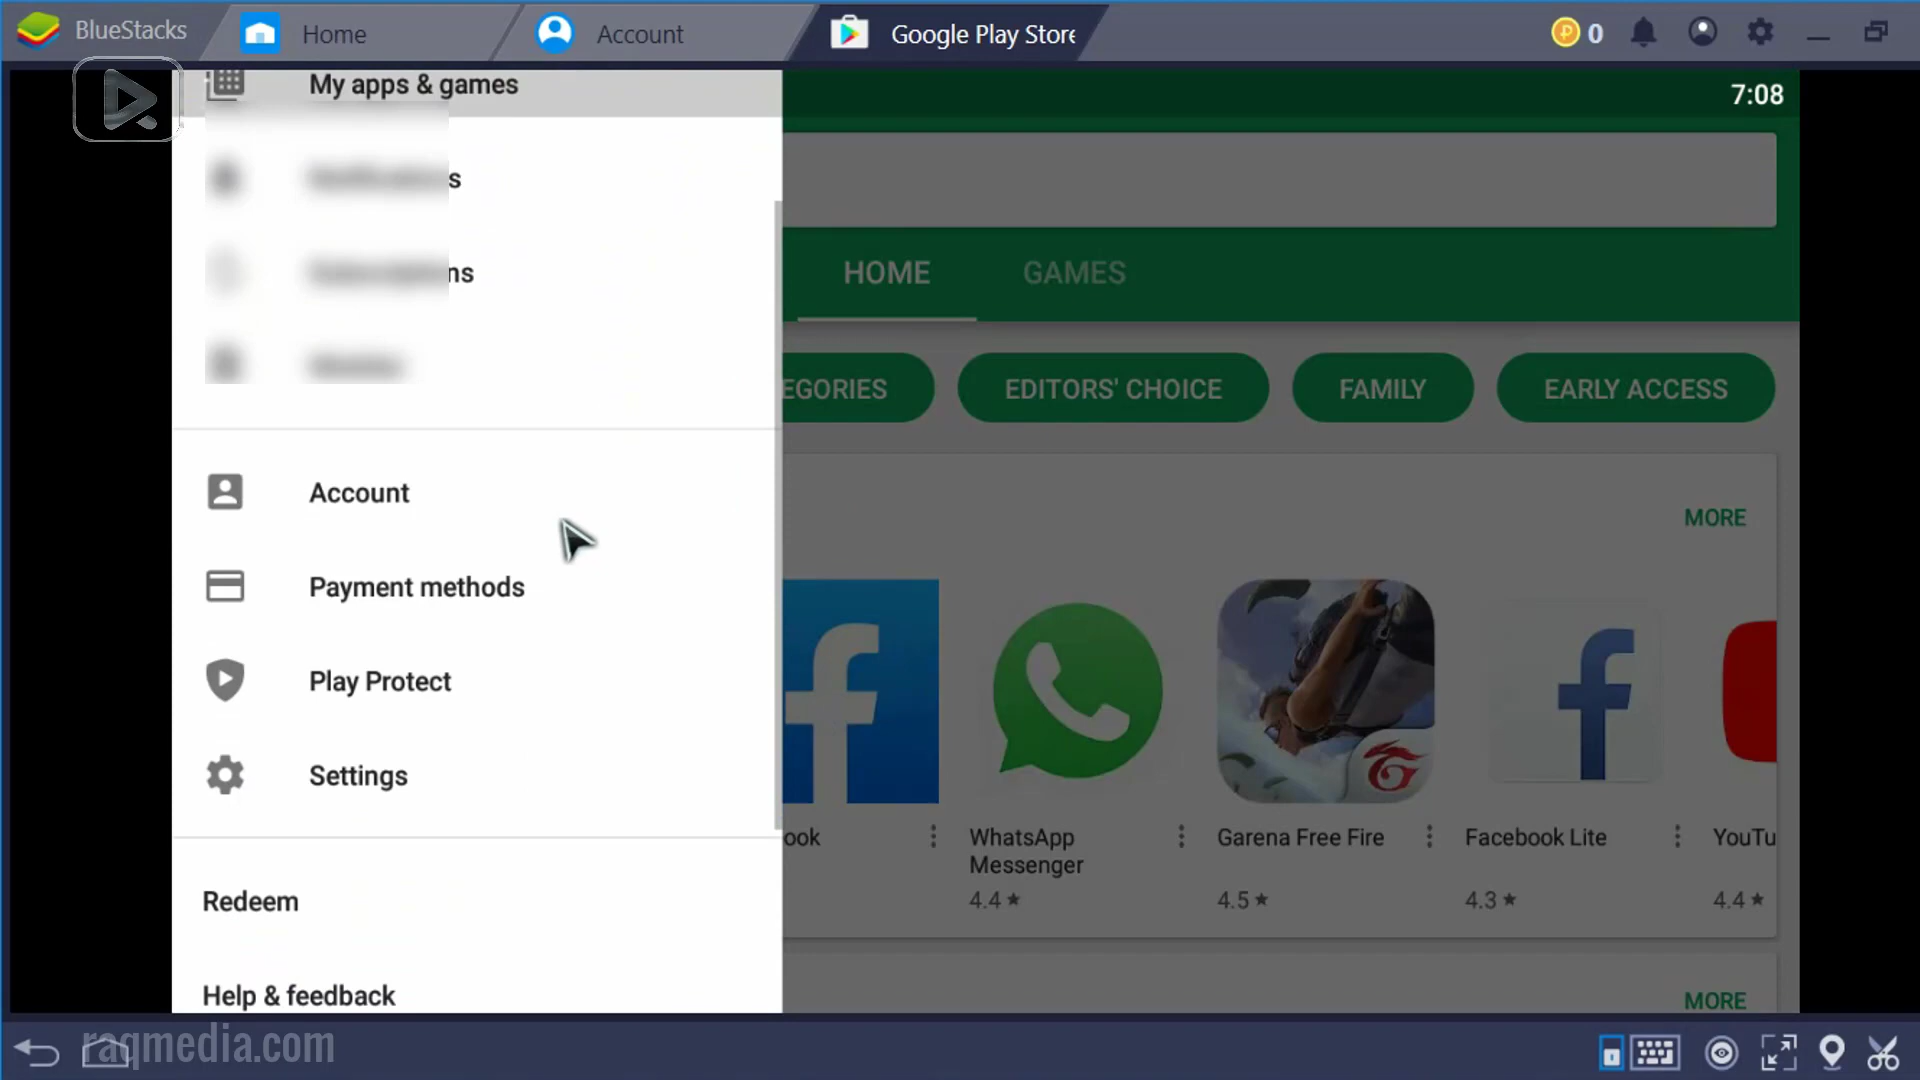 BlueStacks
Home
Account
Google Play Store
0
7:08
My apps & games
Account
Payment methods
Play Protect
Settings
Redeem
Help & feedback
HOME
GAMES
EGORIES
EDITORS' CHOICE
FAMILY
EARLY ACCESS
MORE
ook
WhatsApp
Messenger
4.4
Garena Free Fire
4.5
Facebook Lite
4.3
YouTu
4.4
MORE
raqmedia.com